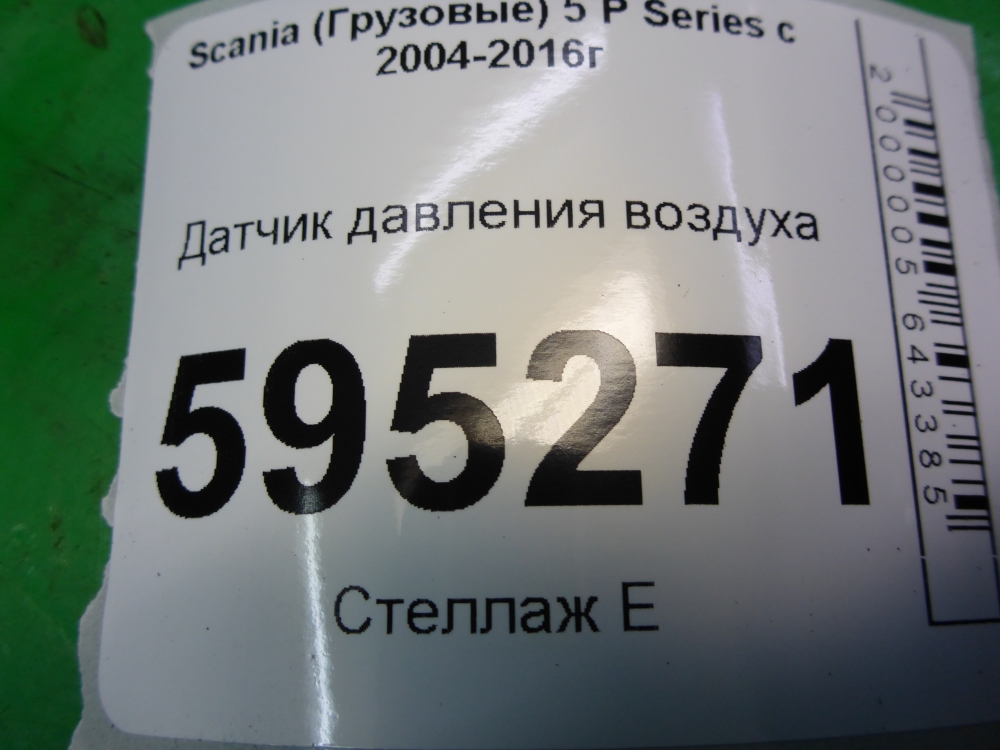 Scania (Грузовые) 5 P Series с
2004-2016г
Датчик давления воздуха
595271
Стеллаж Е
2000005643385